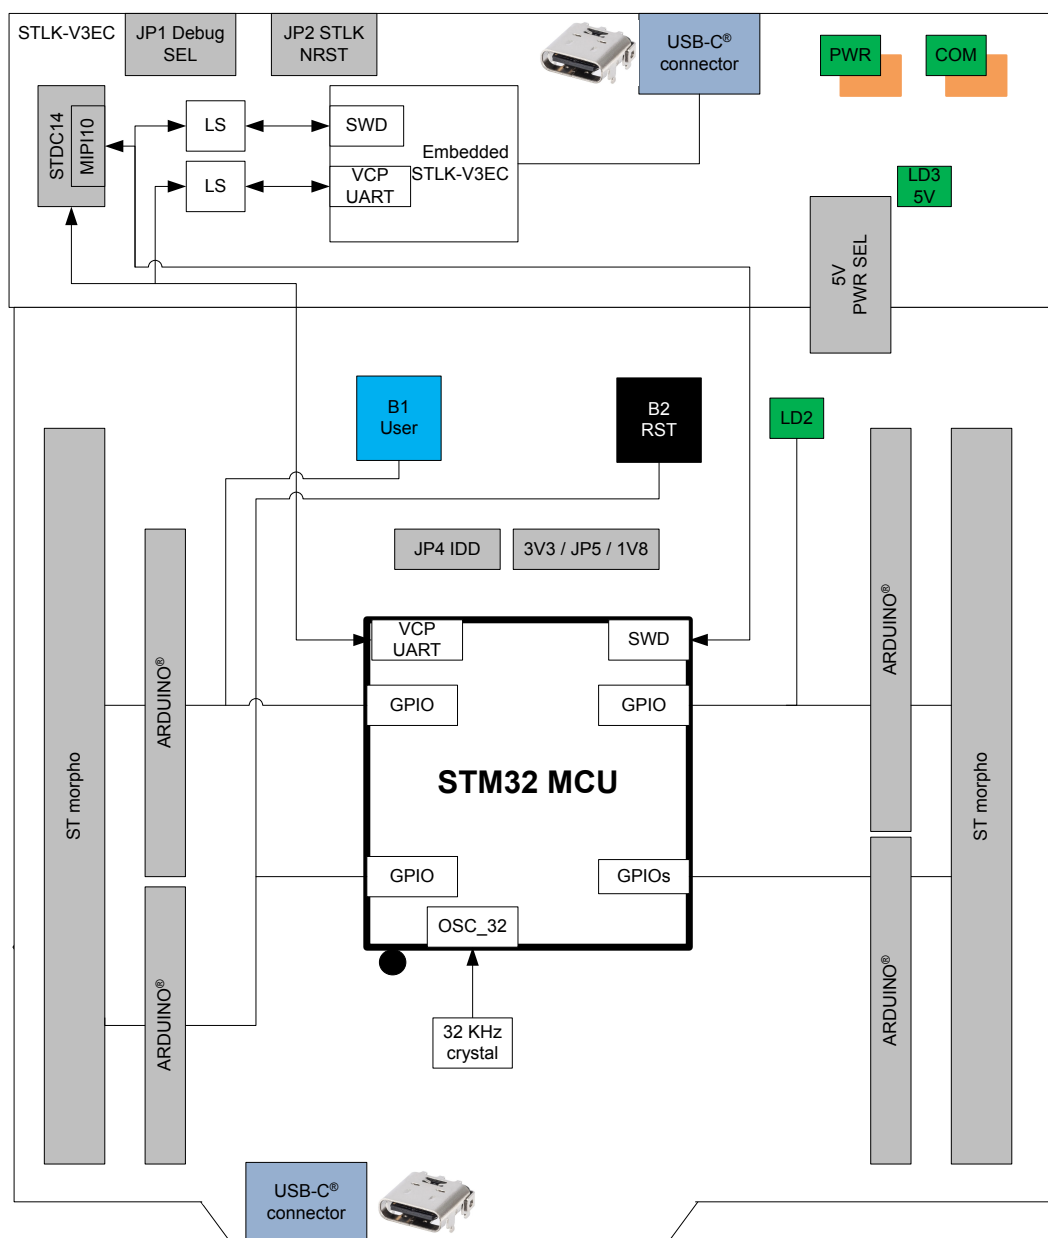 STLK-V3EC
JP1 Debug
SEL
JP2 STLK
NRST
USB-C®
connector
PWR
COM
STDC14
MIPI10
LS
SWD
Embedded
STLK-V3EC
LS
VCP
UART
LD3
5V
5V
PWR SEL
B1
User
B2
RST
LD2
JP4 IDD
3V3 / JP5 / 1V8
ST morpho
ARDUINO®
ARDUINO®
VCP
UART
SWD
GPIO
GPIO
STM32 MCU
GPIO
GPIOs
OSC_32
32 KHz
crystal
ARDUINO®
ARDUINO®
ST morpho
USB-C®
connector